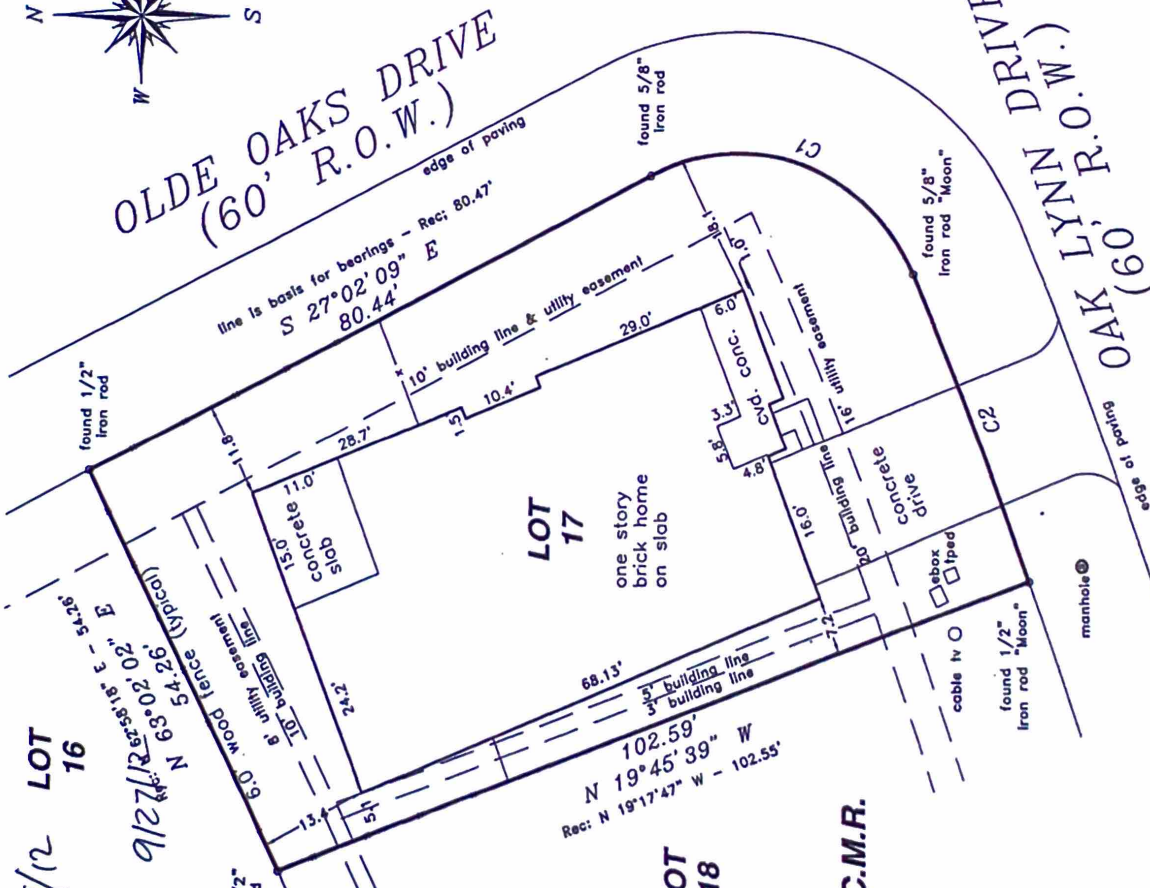 N
S
W
OLDE OAKS DRIVE
(60' R.O.W.)
edge of paving
found 5/8"
Iron rod
C1
found 5/8"
Iron rod "Moon"
OAK LYNN DRIVE
(60' R.O.W.)
line is basis for bearings - Rec: 80.47'
S 27°02'09" E
80.44'
found 1/2"
Iron rod
10' building line & utility easement
18.1
7.0'
29.0'
6.0'
10.4'
1.5'
28.7'
11.8
11.0'
15.0'
concrete
slab
cvd. conc.
3.3'
5.8'
4.8'
16' utility easement
20' building line
concrete
drive
C2
edge of paving
16.0'
LOT
17
one story
brick home
on slab
ebox
tped
manhole
cable tv
found 1/2"
Iron rod "Moon"
7.2
68.13'
5' building line
3' building line
102.59'
N 19°45'39" W
Rec: N 19°17'47" W - 102.55'
24.2'
13.4
5.1
8' utility easement
10' building line
6.0' wood fence (typical)
54.26'
N 63°02'02" E
62°58'18" E - 54.26'
9/27/12
LOT
16
/12
/2"
OT
18
C.M.R.